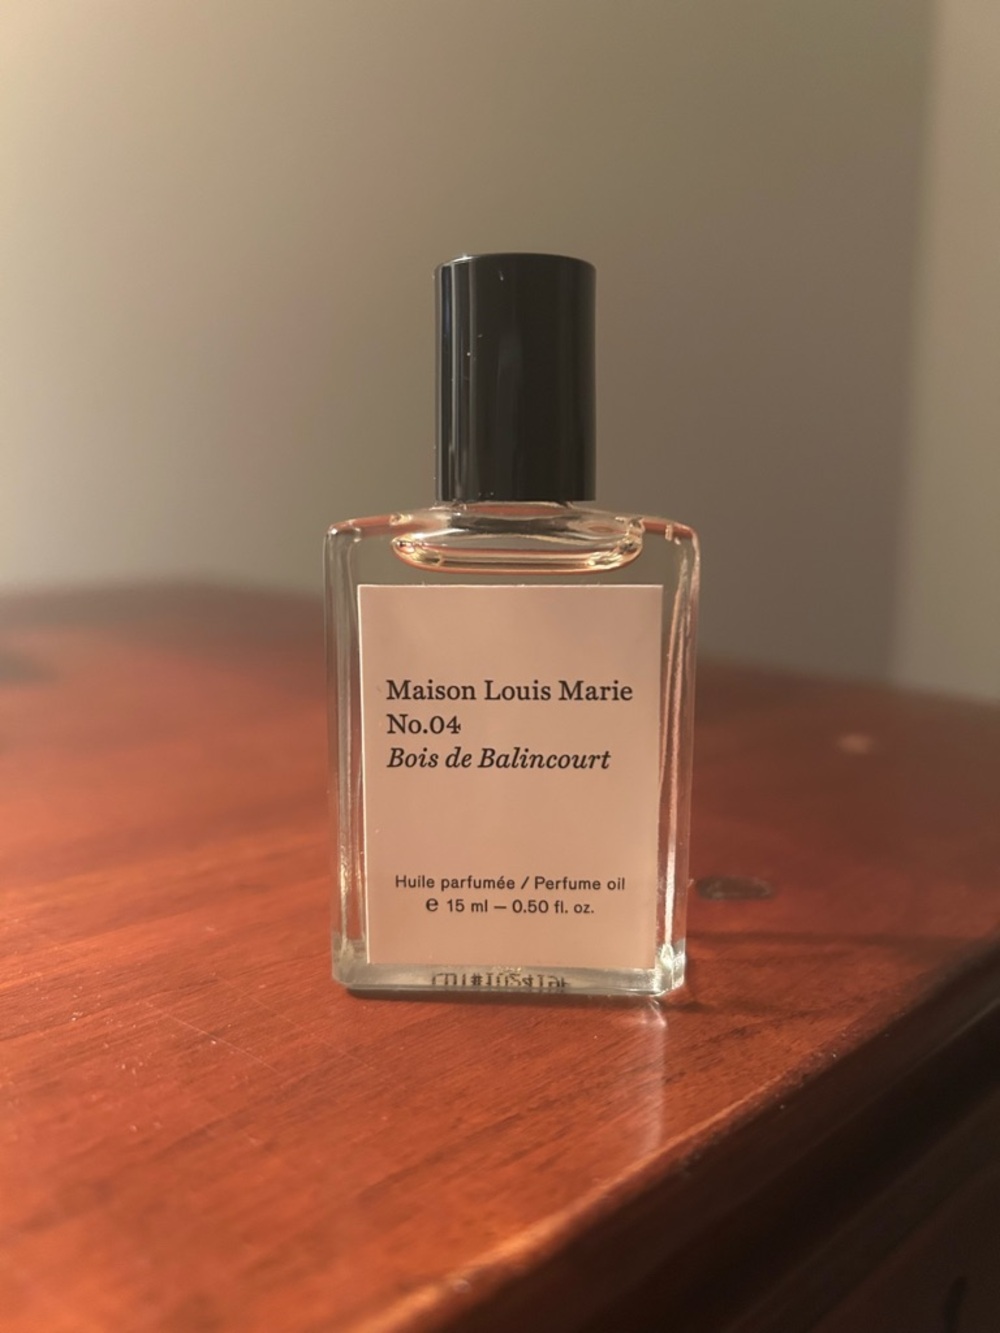 Maison Louis Marie
No.04
Bois de Balincourt
Huile parfumée / Perfume oil
℮ 15 ml – 0.50 fl. oz.